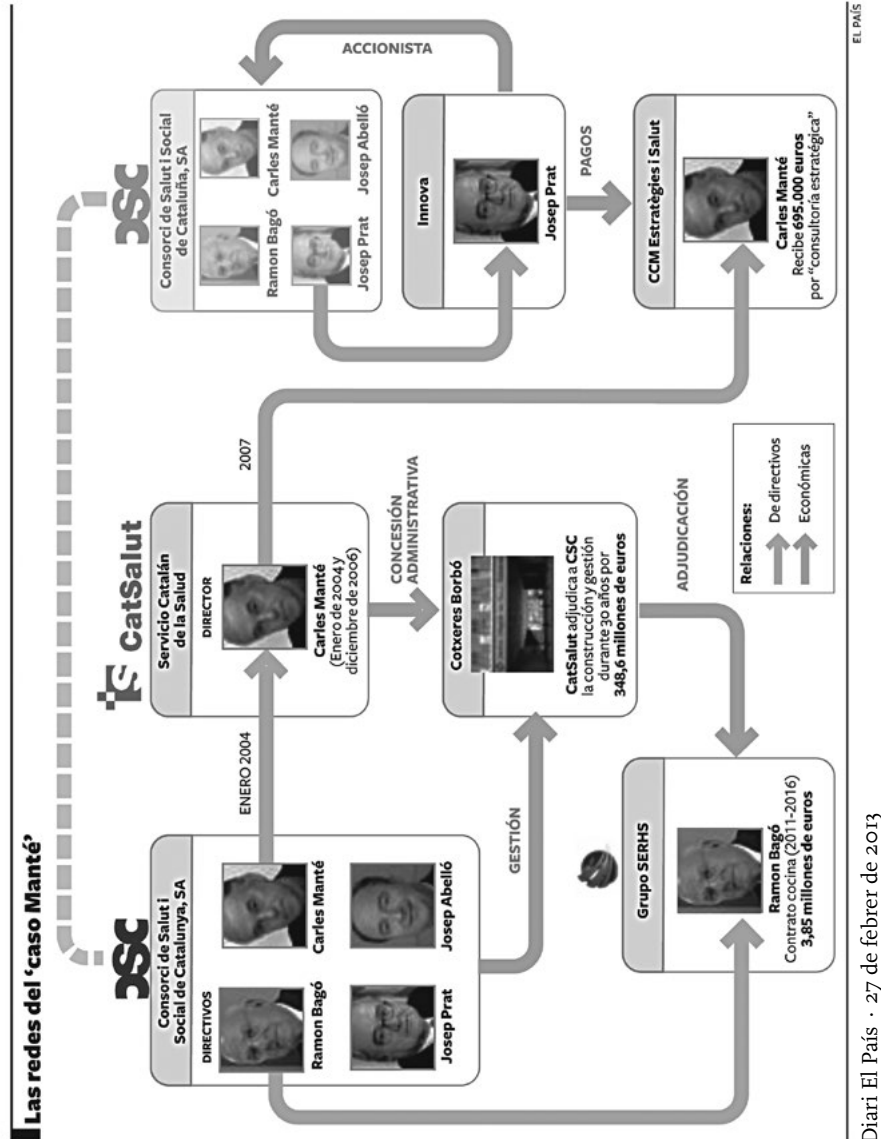 Las redes del ‘caso Manté’
CSC
Consorci de Salut i
Social de Catalunya, SA
DIRECTIVOS
Ramon Bagó
Carles Manté
Josep Prat
Josep Abelló
ENERO 2004
CatSalut
Servicio Catalán
de la Salud
DIRECTOR
Carles Manté
(Enero de 2004 y
diciembre de 2006)
2007
CSC
Consorci de Salut i Social
de Cataluña, SA
Ramon Bagó
Carles Manté
Josep Prat
Josep Abelló
ACCIONISTA
GESTIÓN
CONCESIÓN
ADMINISTRATIVA
Cotxeres Borbó
CatSalut adjudica a CSC
la construcción y gestión
durante 30 años por
348,6 millones de euros
Innova
Josep Prat
PAGOS
Grupo SERHS
Ramon Bagó
Contrato cocina (2011-2016)
3,85 millones de euros
ADJUDICACIÓN
Relaciones:
De directivos
Económicas
CCM Estratègies i Salut
Carles Manté
Recibe 695.000 euros
por “consultoría estratégica”
EL PAÍS
Diari El País · 27 de febrer de 2013